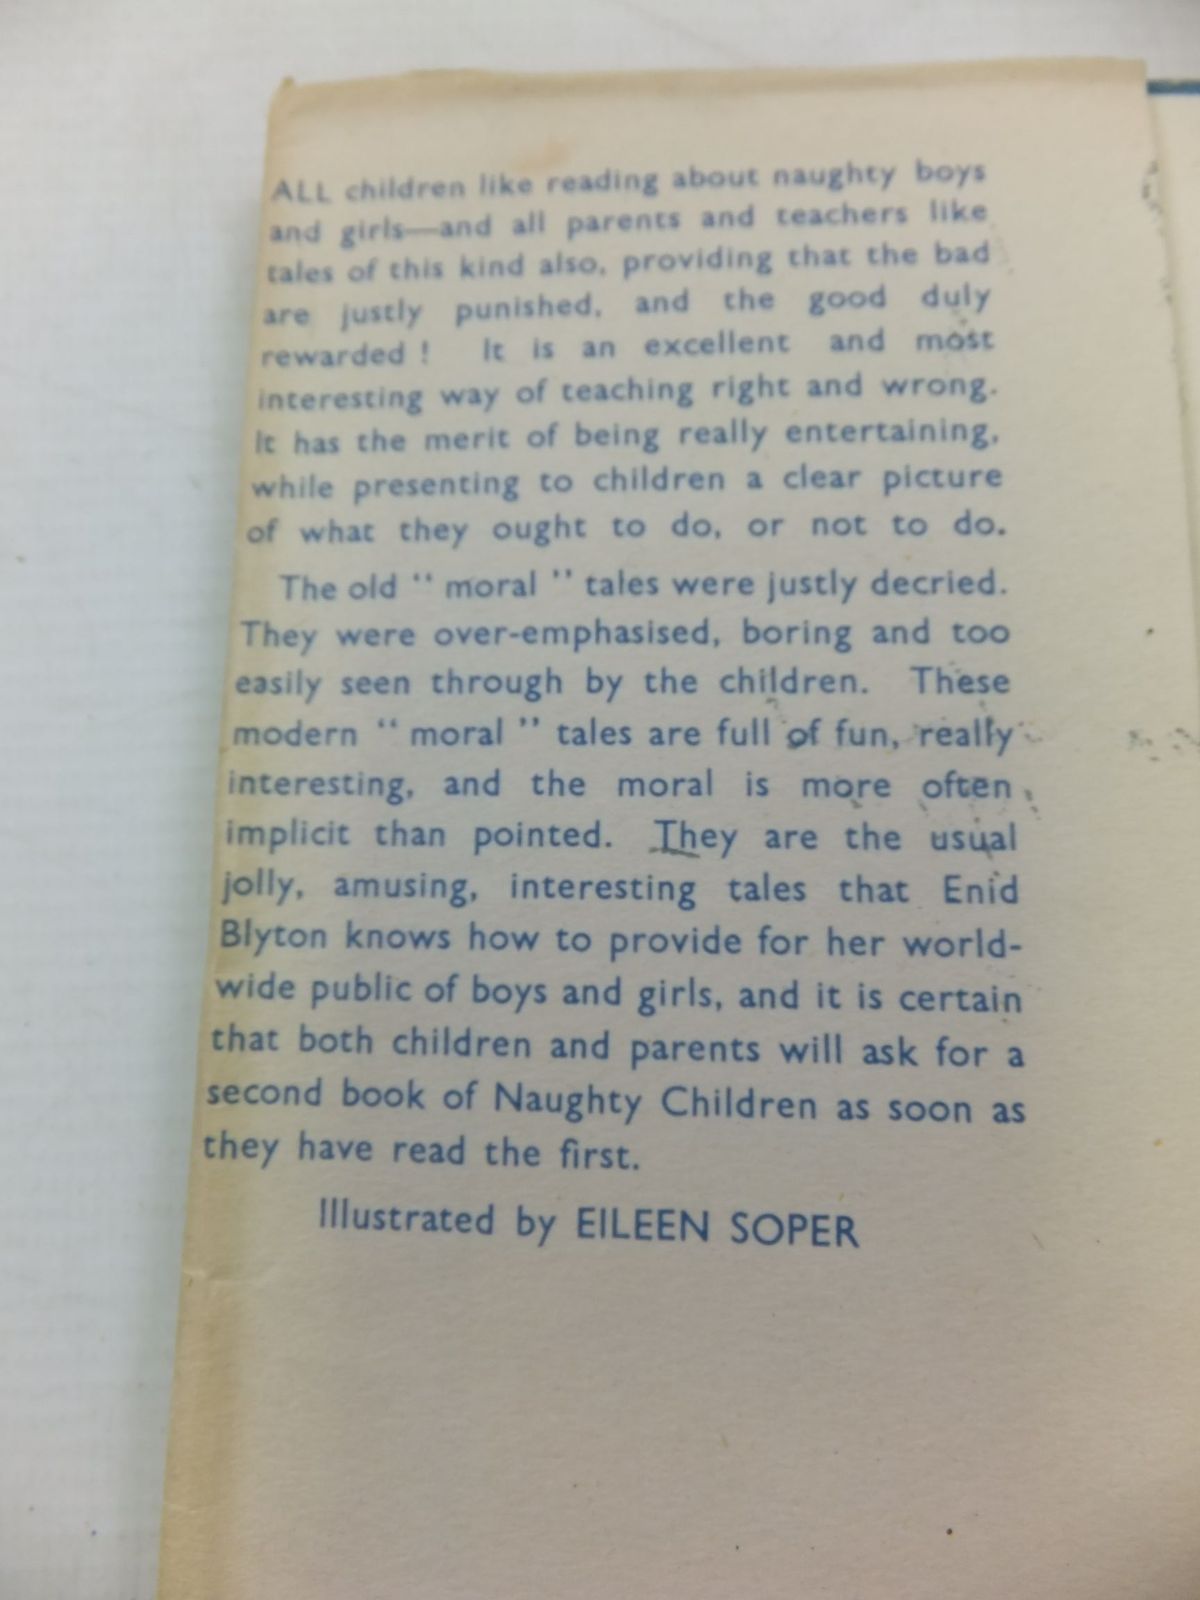 ALL children like reading about naughty boys
and girls—and all parents and teachers like
tales of this kind also, providing that the bad
are justly punished, and the good duly
rewarded ! It is an excellent and most
interesting way of teaching right and wrong.
It has the merit of being really entertaining,
while presenting to children a clear picture
of what they ought to do, or not to do.
The old “ moral ” tales were justly decried.
They were over-emphasised, boring and too
easily seen through by the children. These
modern “ moral ” tales are full of fun, really
interesting, and the moral is more often
implicit than pointed. They are the usual
jolly, amusing, interesting tales that Enid
Blyton knows how to provide for her world-
wide public of boys and girls, and it is certain
that both children and parents will ask for a
second book of Naughty Children as soon as
they have read the first.
Illustrated by EILEEN SOPER